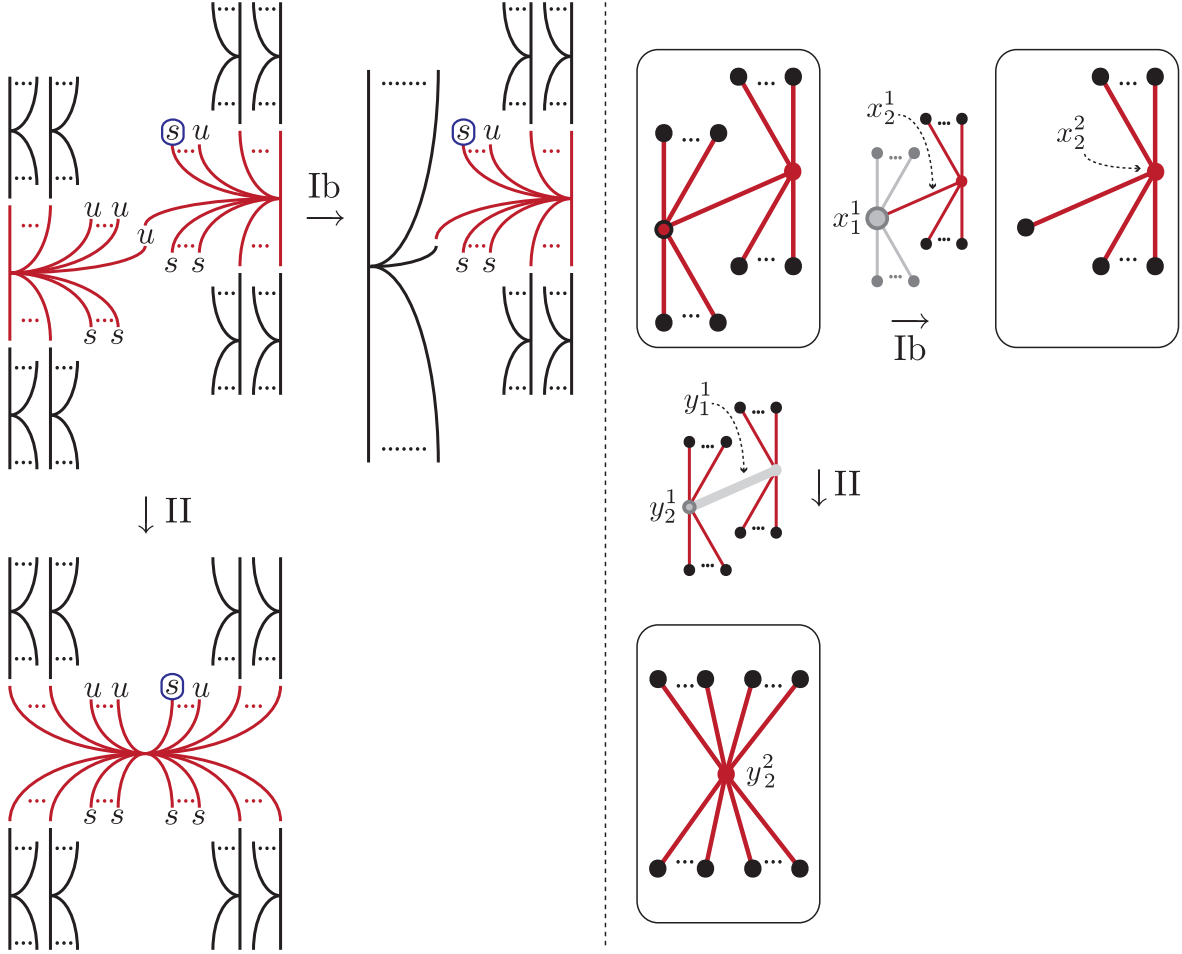 s u
s u
Ib
u u
u
s s
s s
s s
II
u u s u
s s s s
x_2^1
x_1^1
Ib
x_2^2
y_1^1
y_2^1
II
y_2^2